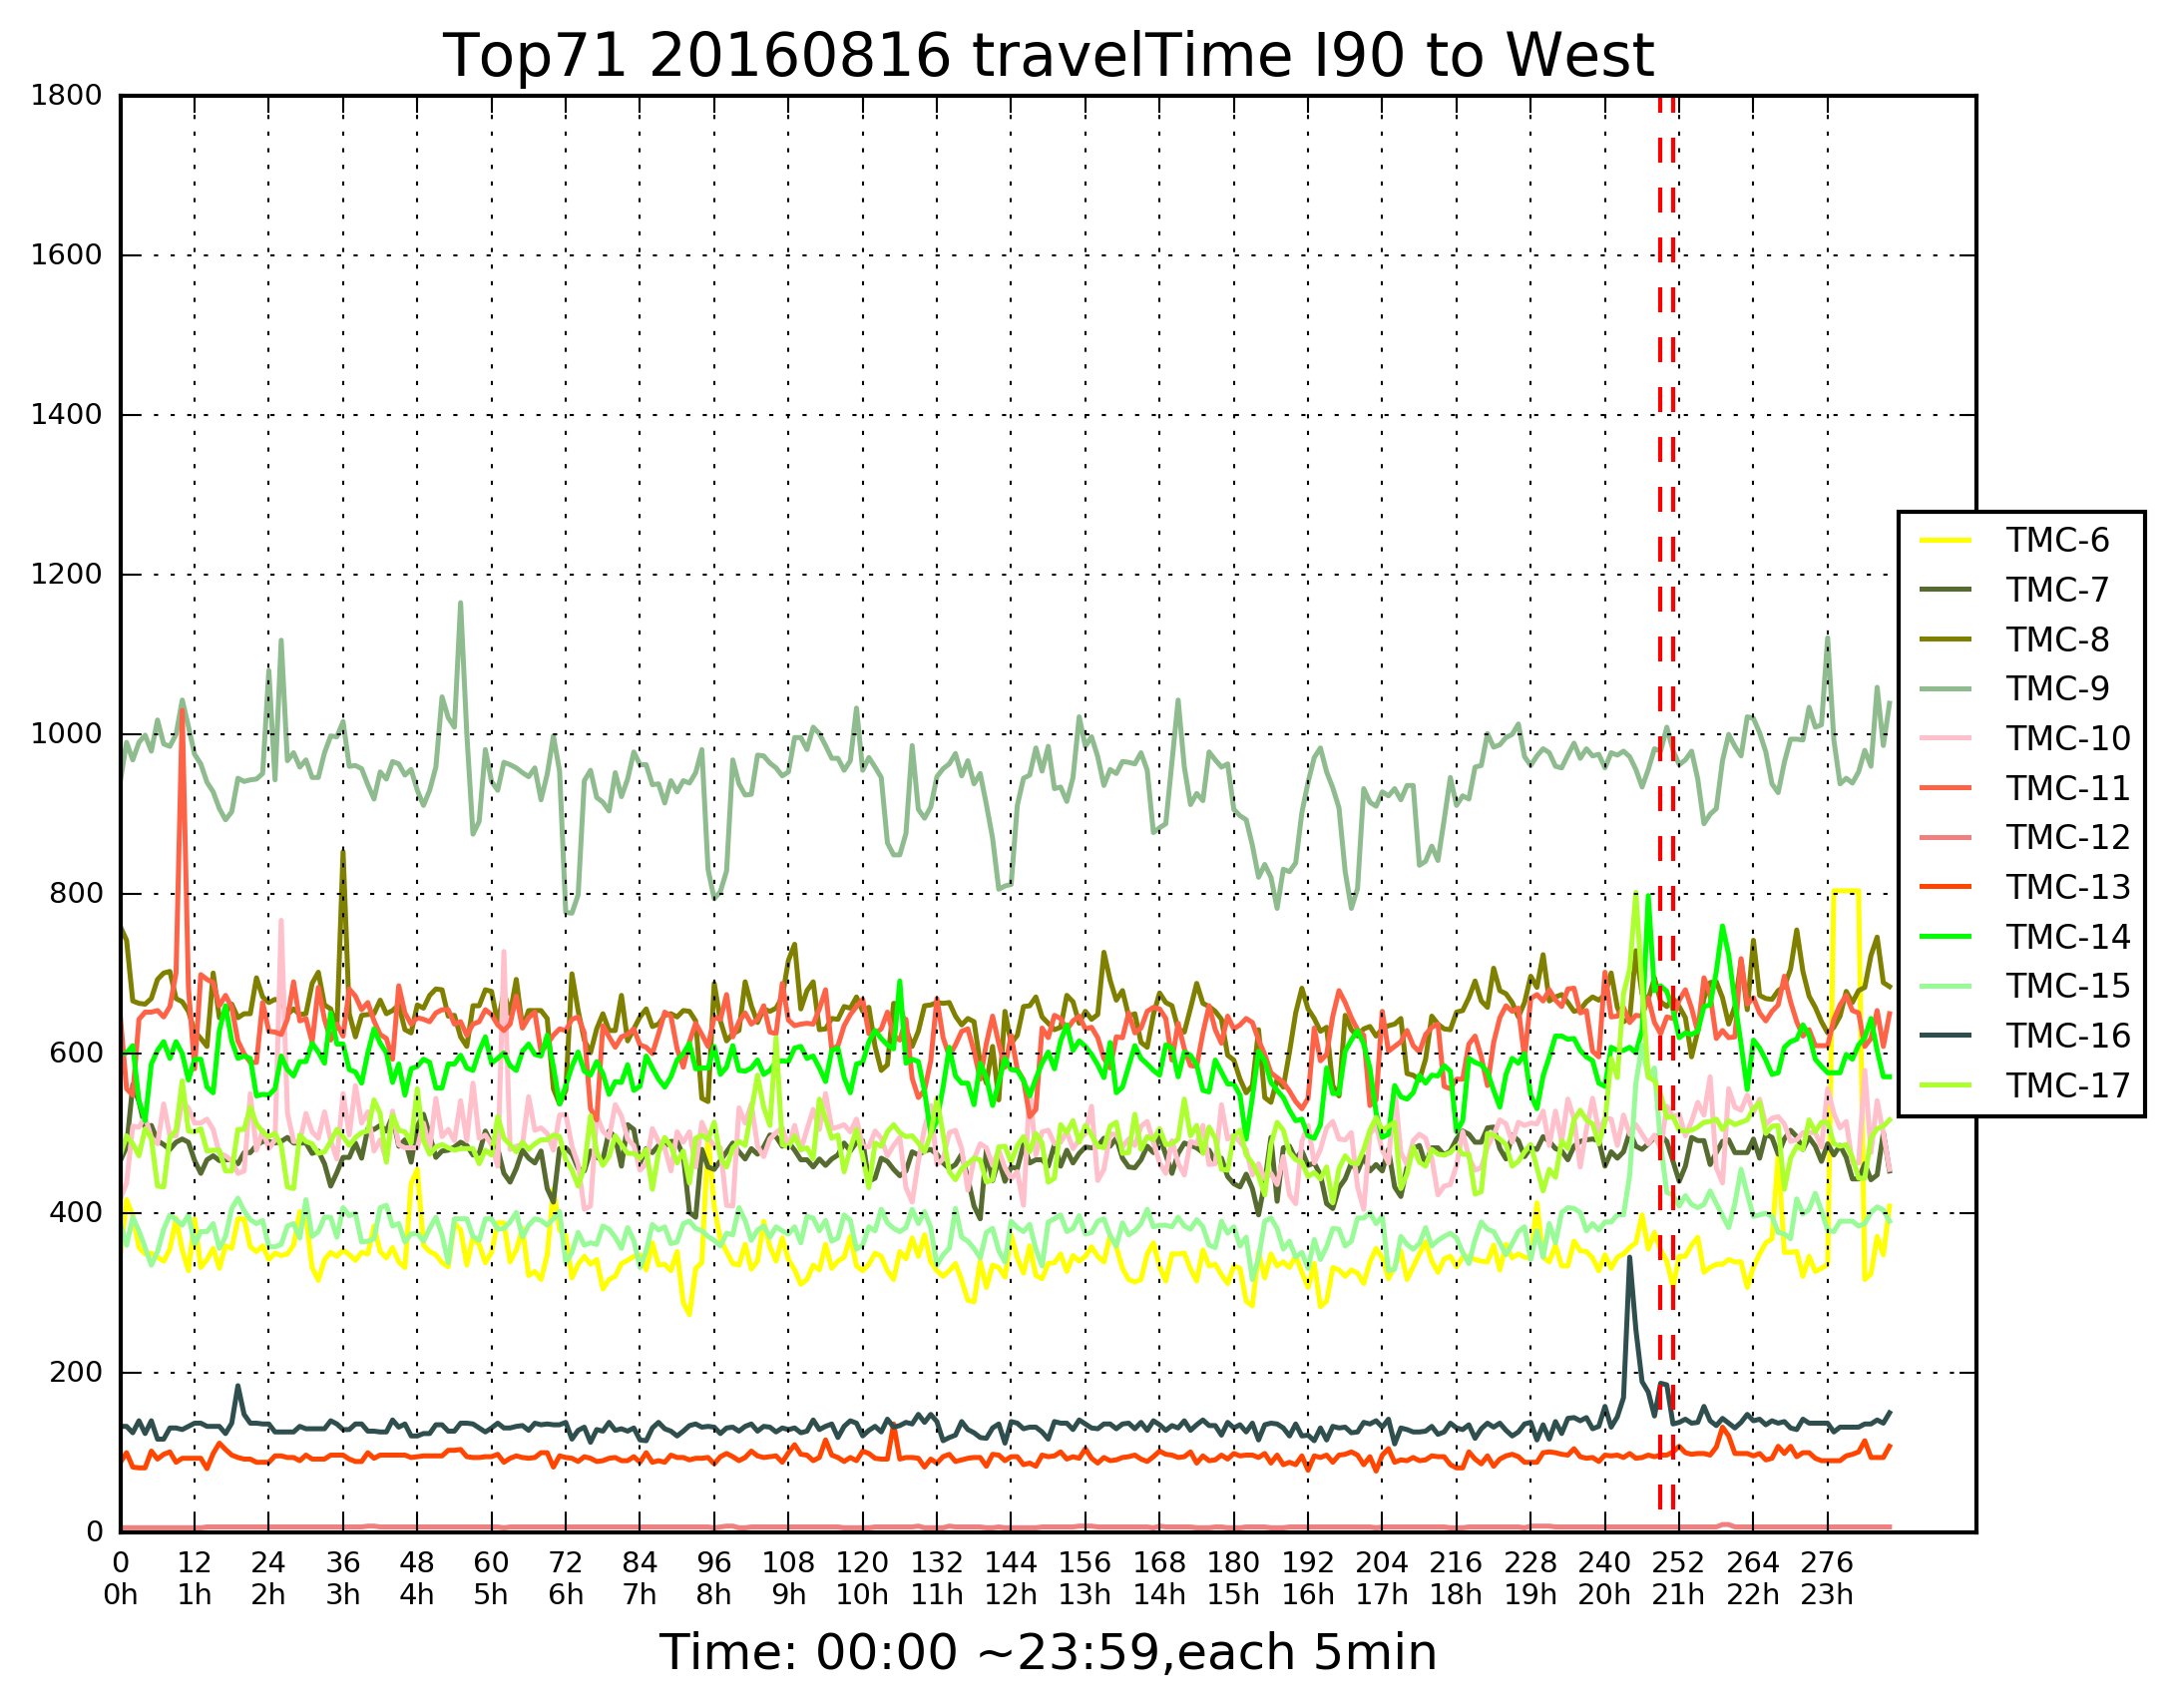 Top71 20160816 travelTime I90 to West
1800
1600
1400
1200
1000
800
600
400
200
0
TMC-6
TMC-7
TMC-8
TMC-9
TMC-10
TMC-11
TMC-12
TMC-13
TMC-14
TMC-15
TMC-16
TMC-17
0 12 24 36 48 60 72 84 96 108 120 132 144 156 168 180 192 204 216 228 240 252 264 276
0h 1h 2h 3h 4h 5h 6h 7h 8h 9h 10h 11h 12h 13h 14h 15h 16h 17h 18h 19h 20h 21h 22h 23h
Time: 00:00 ~23:59,each 5min